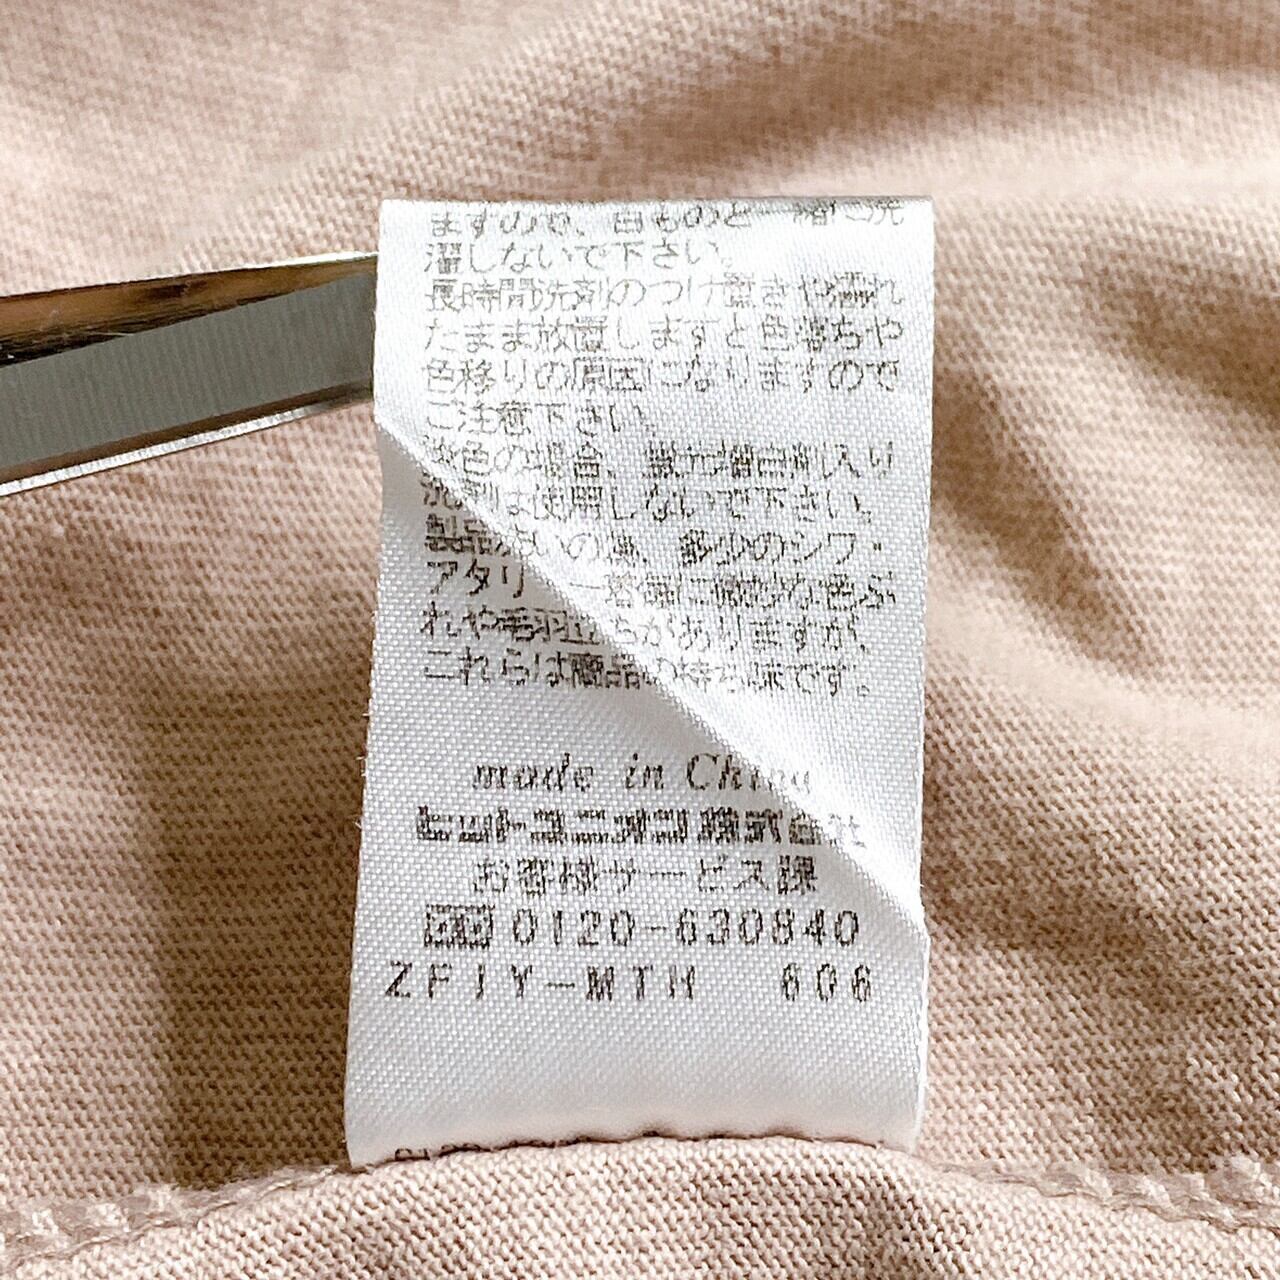 ますので、白ものと一緒に洗
濯しないで下さい。
長時間洗剤のつけ置きや濡れ
たまま放置しますと色落ちや
色移りの原因になりますので
ご注意下さい。
淡色の場合、蛍光増白剤入り
洗剤は使用しないで下さい。
製品洗いの為、多少のシワ・
アタリ・一着毎に微妙な色ぶ
れや毛羽立ちがありますが、
これらは商品の持ち味です。
made in China
ヒットユニオン株式会社
お客様サービス課
0120-630840
ZFIY-MTH 606